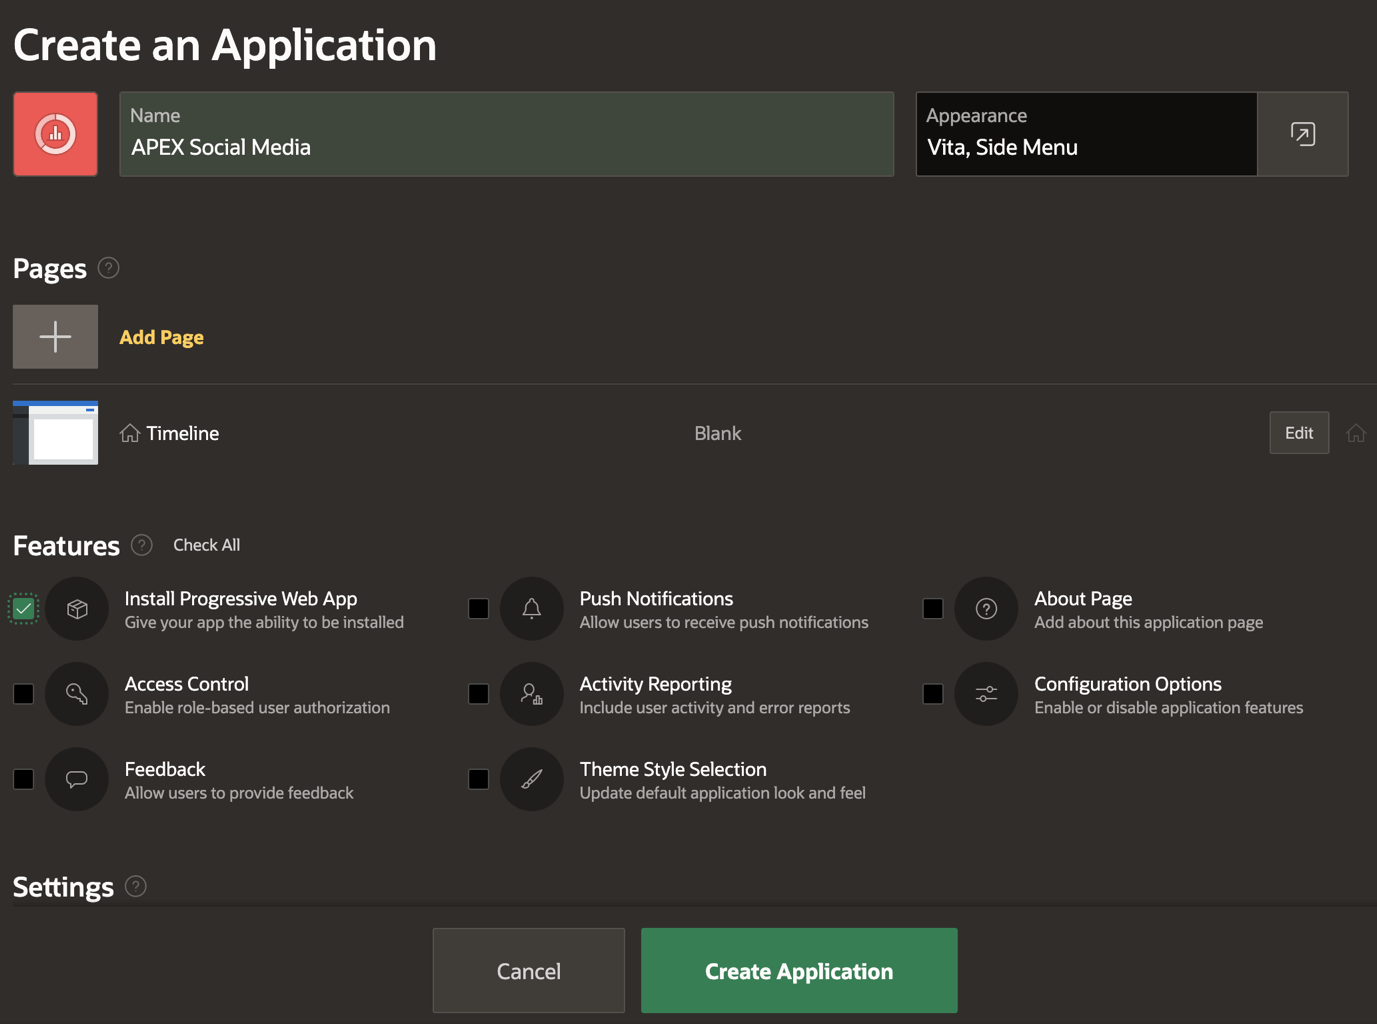 Create an Application
Name
APEX Social Media
Appearance
Vita, Side Menu
Pages ?
Add Page
Timeline
Blank
Edit
Features ? Check All
Install Progressive Web App
Give your app the ability to be installed
Push Notifications
Allow users to receive push notifications
? About Page
Add about this application page
Access Control
Enable role-based user authorization
Activity Reporting
Include user activity and error reports
Configuration Options
Enable or disable application features
Feedback
Allow users to provide feedback
Theme Style Selection
Update default application look and feel
Settings ?
Cancel
Create Application